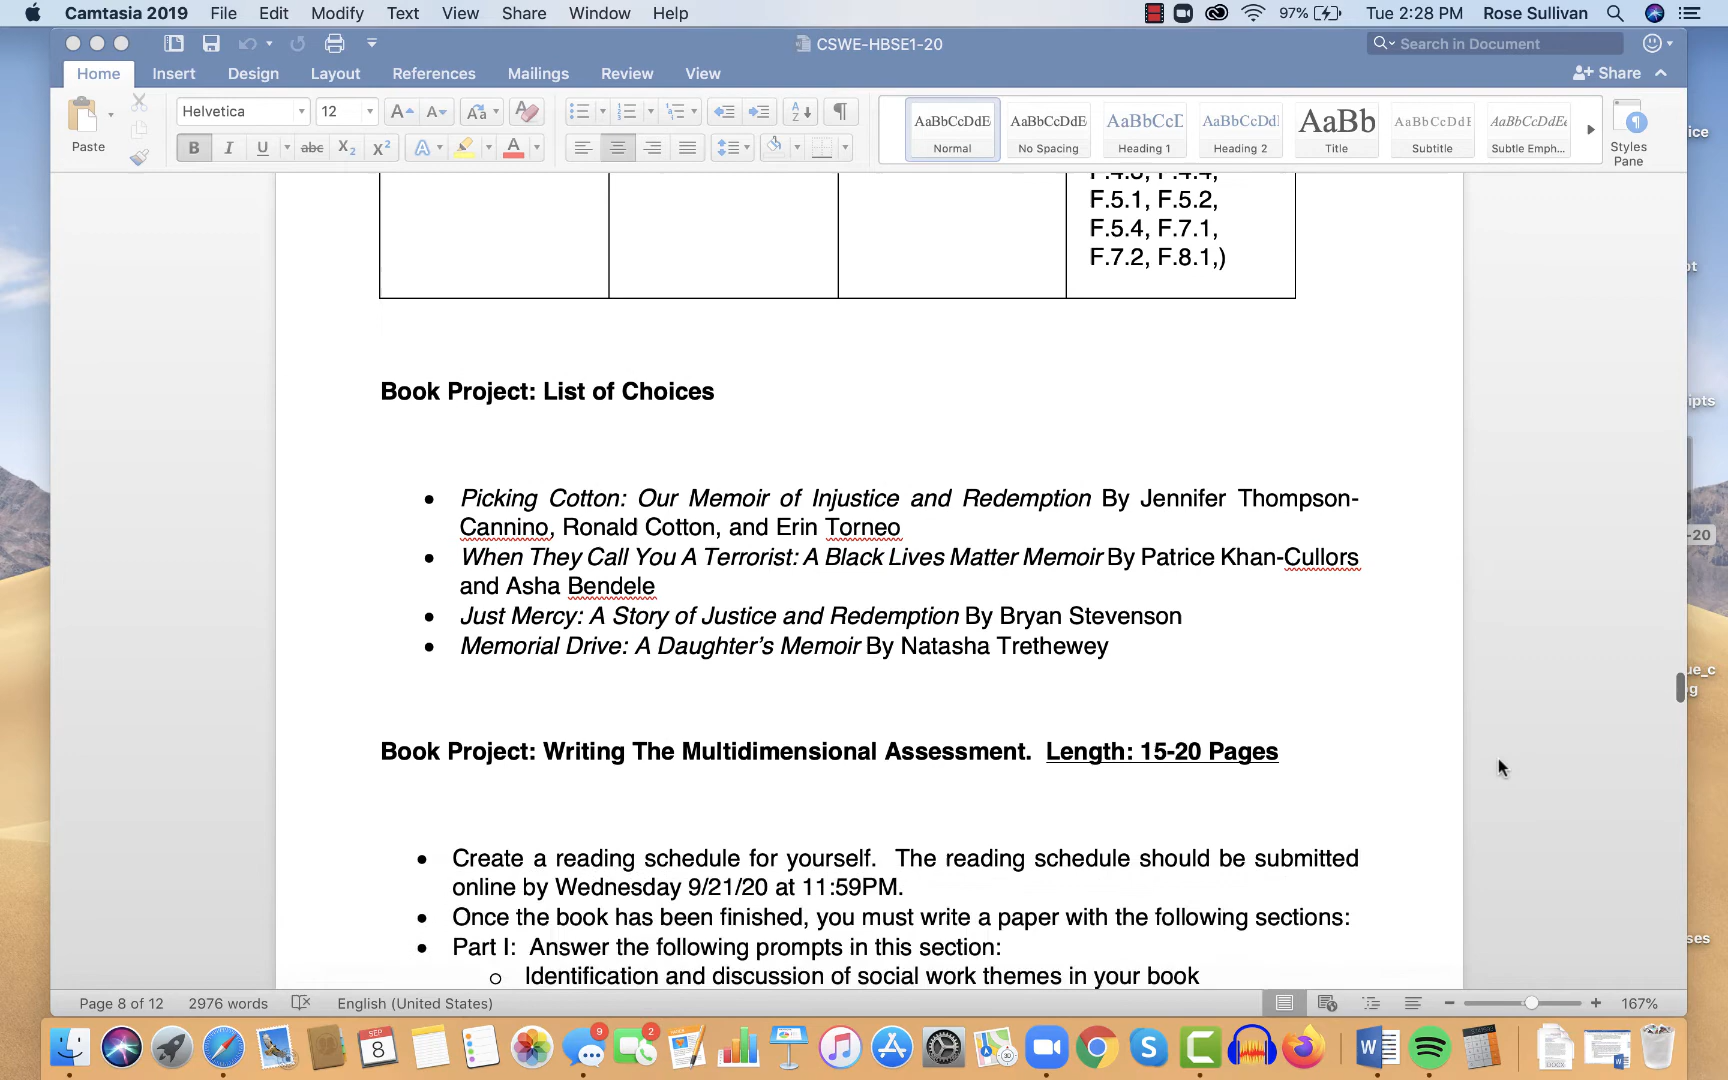 Camtasia 2019 File Edit Modify Text View Share Window Help 97% Tue 2:28 PM Rose Sullivan
CSWE-HBSE1-20
Search in Document
Home Insert Design Layout References Mailings Review View Share
Paste
Helvetica 12
AaBbCcDdE AaBbCcDdE AaBbCcD AaBbCcDd AaBb AaBbCcDdE AaBbCcDdE
Normal No Spacing Heading 1 Heading 2 Title Subtitle Subtle Emph...
Styles
Pane
F.4.3, F.4.4,
F.5.1, F.5.2,
F.5.4, F.7.1,
F.7.2, F.8.1,)
Book Project: List of Choices
• Picking Cotton: Our Memoir of Injustice and Redemption By Jennifer Thompson-
Cannino, Ronald Cotton, and Erin Torneo
• When They Call You A Terrorist: A Black Lives Matter Memoir By Patrice Khan-Cullors
and Asha Bendele
• Just Mercy: A Story of Justice and Redemption By Bryan Stevenson
• Memorial Drive: A Daughter's Memoir By Natasha Trethewey
Book Project: Writing The Multidimensional Assessment. Length: 15-20 Pages
• Create a reading schedule for yourself. The reading schedule should be submitted
online by Wednesday 9/21/20 at 11:59PM.
• Once the book has been finished, you must write a paper with the following sections:
• Part I: Answer the following prompts in this section:
o Identification and discussion of social work themes in your book
Page 8 of 12 2976 words English (United States) 167%
SEP
8
9
2